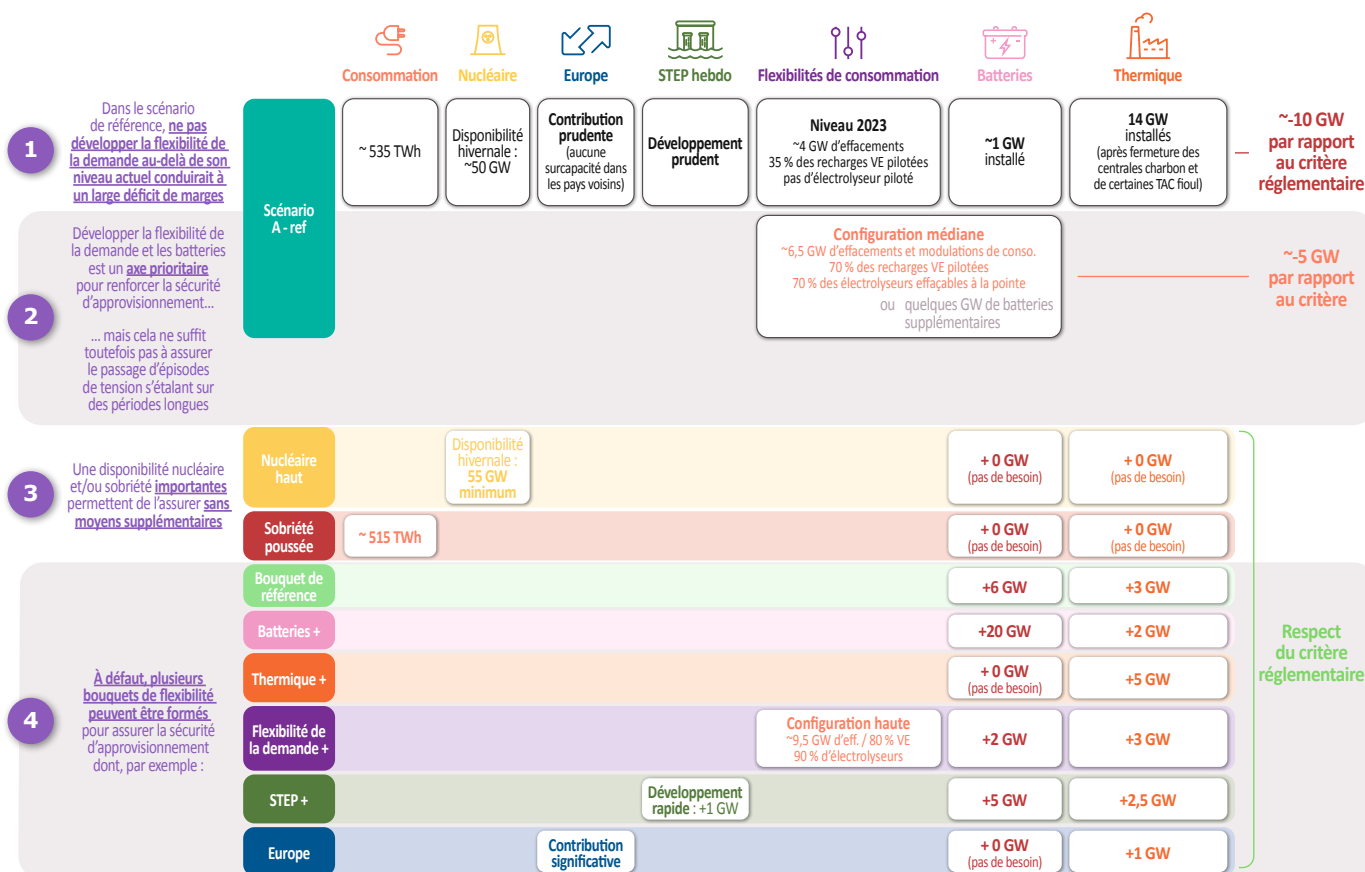 Consommation
Nucléaire
Europe
STEP hebdo
Flexibilités de consommation
Batteries
Thermique
1
Dans le scénario
de référence, ne pas
développer la flexibilité de
la demande au-delà de son
niveau actuel conduirait à
un large déficit de marges
Scénario
A - ref
~ 535 TWh
Disponibilité
hivernale :
~50 GW
Contribution
prudente
(aucune
surcapacité dans
les pays voisins)
Développement
prudent
Niveau 2023
~4 GW d'effacements
35 % des recharges VE pilotées
pas d'électrolyseur piloté
~1 GW
installé
14 GW
installés
(après fermeture des
centrales charbon et
de certaines TAC fioul)
~-10 GW
par rapport
au critère
réglementaire
2
Développer la flexibilité de
la demande et les batteries
est un axe prioritaire
pour renforcer la sécurité
d'approvisionnement...
... mais cela ne suffit
toutefois pas à assurer
le passage d'épisodes
de tension s'étalant sur
des périodes longues
Configuration médiane
~6,5 GW d'effacements et modulations de conso.
70 % des recharges VE pilotées
70 % des électrolyseurs effaçables à la pointe
ou quelques GW de batteries
supplémentaires
~-5 GW
par rapport
au critère
3
Une disponibilité nucléaire
et/ou sobriété importantes
permettent de l'assurer sans
moyens supplémentaires
Nucléaire
haut
Disponibilité
hivernale :
55 GW
minimum
+ 0 GW
(pas de besoin)
+ 0 GW
(pas de besoin)
Sobriété
poussée
~ 515 TWh
+ 0 GW
(pas de besoin)
+ 0 GW
(pas de besoin)
4
À défaut, plusieurs
bouquets de flexibilité
peuvent être formés
pour assurer la sécurité
d'approvisionnement
dont, par exemple :
Bouquet de
référence
+6 GW
+3 GW
Batteries +
+20 GW
+2 GW
Thermique +
+ 0 GW
(pas de besoin)
+5 GW
Flexibilité de
la demande +
Configuration haute
~9,5 GW d'eff. / 80 % VE
90 % d'électrolyseurs
+2 GW
+3 GW
STEP +
Développement
rapide : +1 GW
+5 GW
+2,5 GW
Europe
Contribution
significative
+ 0 GW
(pas de besoin)
+1 GW
Respect
du critère
réglementaire